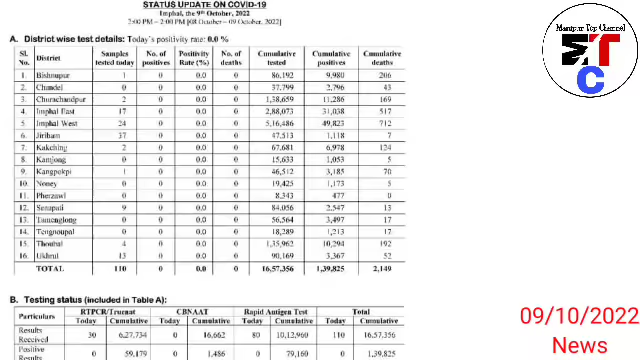 STATUS UPDATE ON COVID-19
Imphal, the 9th October, 2022
2:00 PM – 2:00 PM [08 October – 09 October, 2022]
A. District wise test details: Today's positivity rate: 0.0 %
Sl. No. District Samples tested today No. of positives Positivity Rate (%) No. of deaths Cumulative tested Cumulative positives Cumulative deaths
1. Bishnupur 1 0 0.0 0 86,192 9,980 206
2. Chandel 0 0 0.0 0 37,799 2,796 43
3. Churachandpur 2 0 0.0 0 1,38,659 11,286 169
4. Imphal East 17 0 0.0 0 2,88,073 31,038 517
5. Imphal West 24 0 0.0 0 5,16,486 49,823 712
6. Jiribam 37 0 0.0 0 47,513 1,118 7
7. Kakching 2 0 0.0 0 67,681 6,978 124
8. Kamjong 0 0 0.0 0 15,633 1,053 5
9. Kangpokpi 1 0 0.0 0 46,512 3,185 70
10. Noney 0 0 0.0 0 19,425 1,173 5
11. Pherzawl 0 0 0.0 0 8,343 477 0
12. Senapati 9 0 0.0 0 84,056 2,547 13
13. Tamenglong 0 0 0.0 0 56,564 3,497 17
14. Tengnoupal 0 0 0.0 0 18,289 1,213 17
15. Thoubal 4 0 0.0 0 1,35,962 10,294 192
16. Ukhrul 13 0 0.0 0 90,169 3,367 52
TOTAL 110 0 0.0 0 16,57,356 1,39,825 2,149
B. Testing status (included in Table A):
Particulars RTPCR/Truenat CBNAAT Rapid Antigen Test Total
Today Cumulative Today Cumulative Today Cumulative Today Cumulative
Results Received 30 6,27,734 0 16,662 80 10,12,960 110 16,57,356
Positive Results 0 59,179 0 1,486 0 79,160 0 1,39,825
Manipur Top Channel
MTC
09/10/2022
News